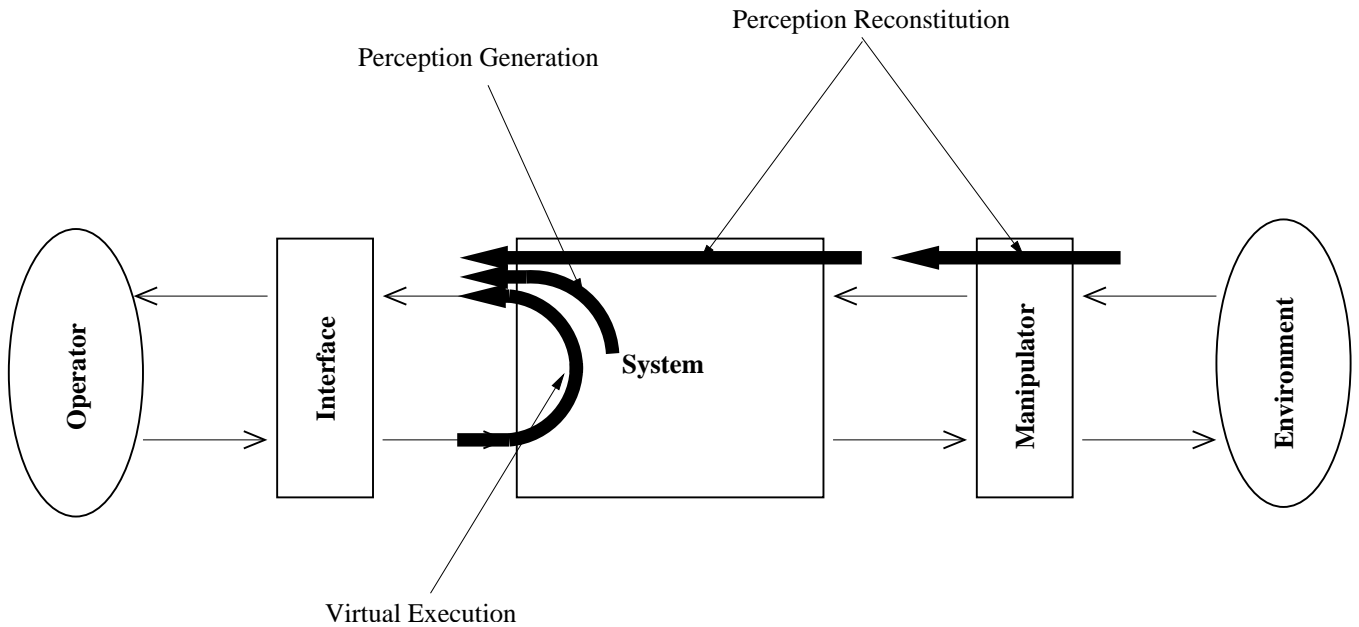 Perception Reconstitution
Perception Generation
Operator
Interface
System
Manipulator
Environment
Virtual Execution